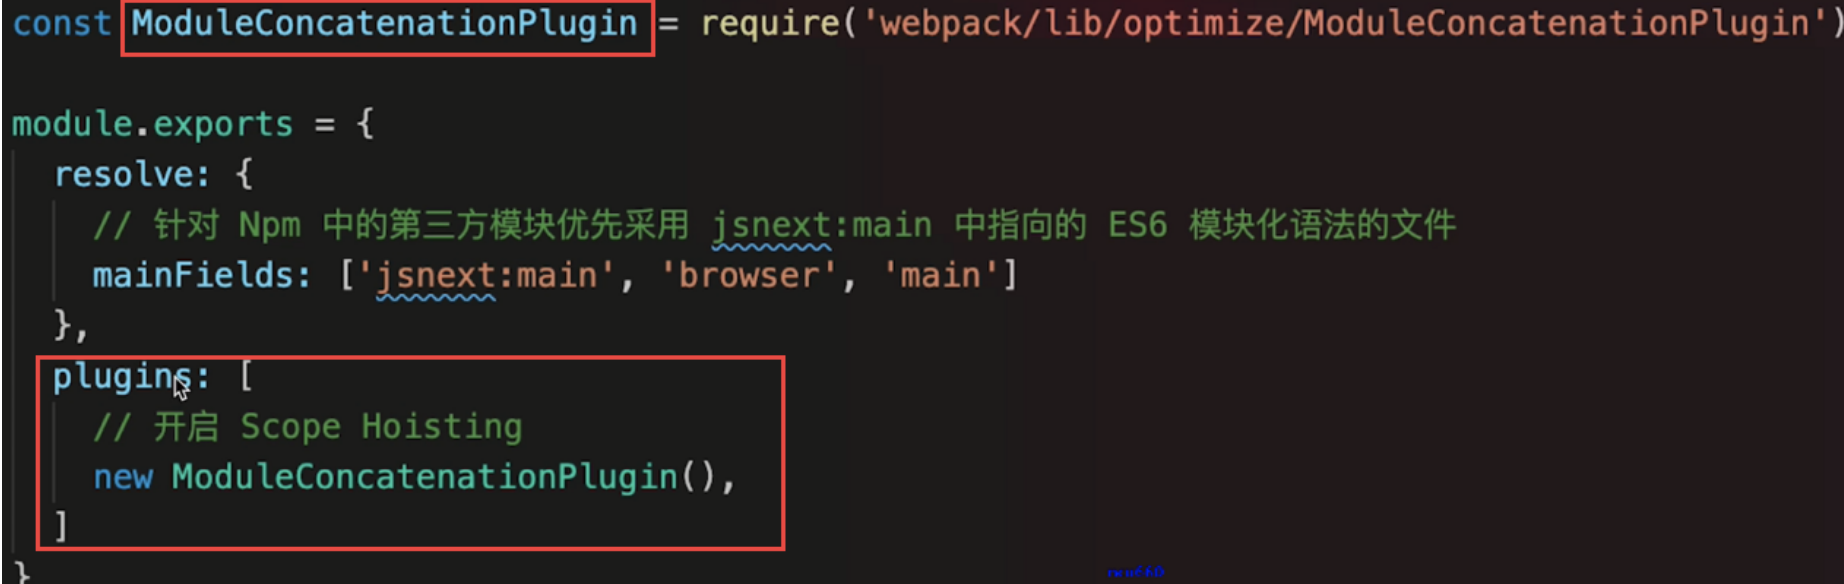 const ModuleConcatenationPlugin = require('webpack/lib/optimize/ModuleConcatenationPlugin')
module.exports = {
resolve: {
// 针对 Npm 中的第三方模块优先采用 jsnext:main 中指向的 ES6 模块化语法的文件
mainFields: ['jsnext:main', 'browser', 'main']
},
plugins: [
// 开启 Scope Hoisting
new ModuleConcatenationPlugin(),
]
}